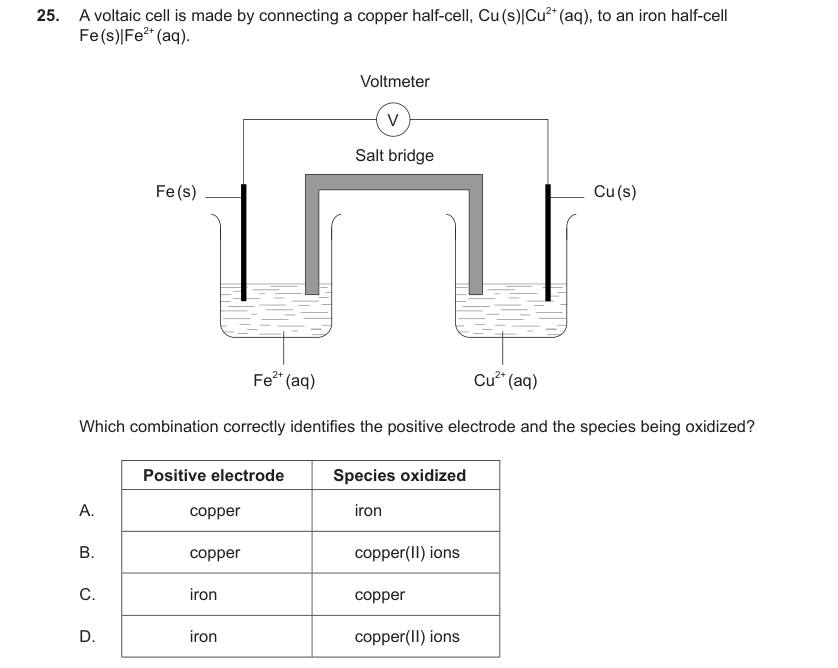 25. A voltaic cell is made by connecting a copper half-cell, Cu(s)|Cu²⁺(aq), to an iron half-cell
Fe(s)|Fe²⁺(aq).
Voltmeter
V
Salt bridge
Fe(s)
Cu(s)
Fe²⁺(aq)
Cu²⁺(aq)
Which combination correctly identifies the positive electrode and the species being oxidized?
Positive electrode Species oxidized
A. copper iron
B. copper copper(II) ions
C. iron copper
D. iron copper(II) ions